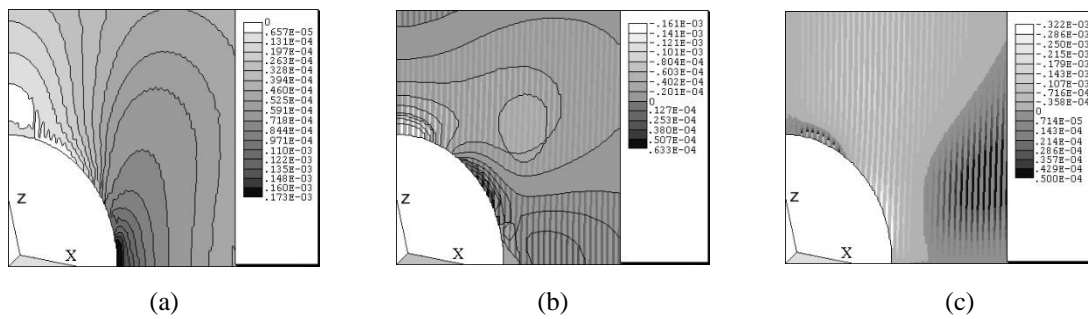 0
.657E-05
.131E-04
.197E-04
.263E-04
.328E-04
.394E-04
.460E-04
.525E-04
.591E-04
.718E-04
.844E-04
.971E-04
.110E-03
.122E-03
.135E-03
.148E-03
.160E-03
.173E-03
Z
X
-.161E-03
-.141E-03
-.121E-03
-.101E-03
-.804E-04
-.603E-04
-.402E-04
-.201E-04
0
.127E-04
.253E-04
.380E-04
.507E-04
.633E-04
Z
X
-.322E-03
-.286E-03
-.250E-03
-.215E-03
-.179E-03
-.143E-03
-.107E-03
-.716E-04
-.358E-04
0
.714E-05
.143E-04
.214E-04
.286E-04
.357E-04
.429E-04
.500E-04
Z
X
(a)
(b)
(c)